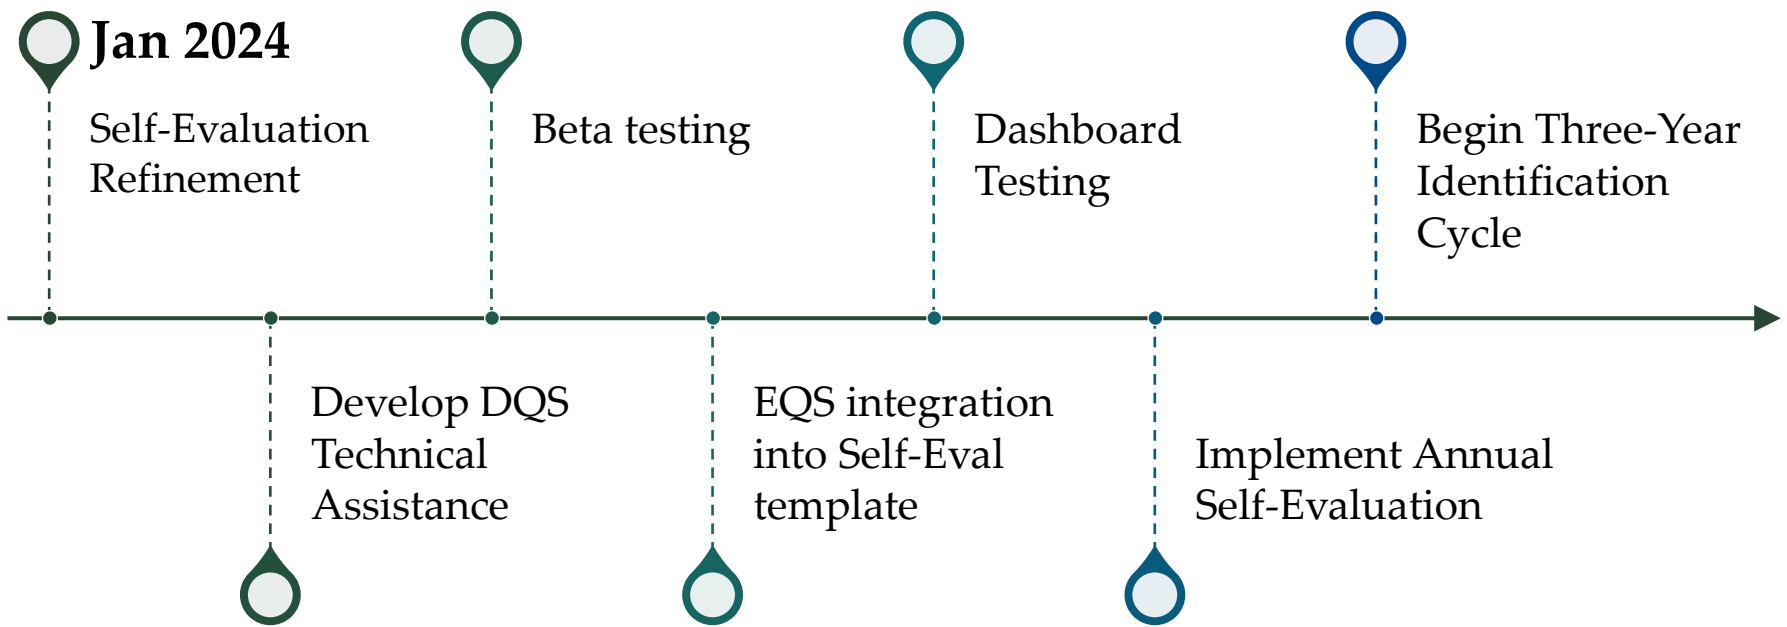 Jan 2024
Self-Evaluation
Refinement
Develop DQS
Technical
Assistance
Beta testing
EQS integration
into Self-Eval
template
Dashboard
Testing
Implement Annual
Self-Evaluation
Begin Three-Year
Identification
Cycle